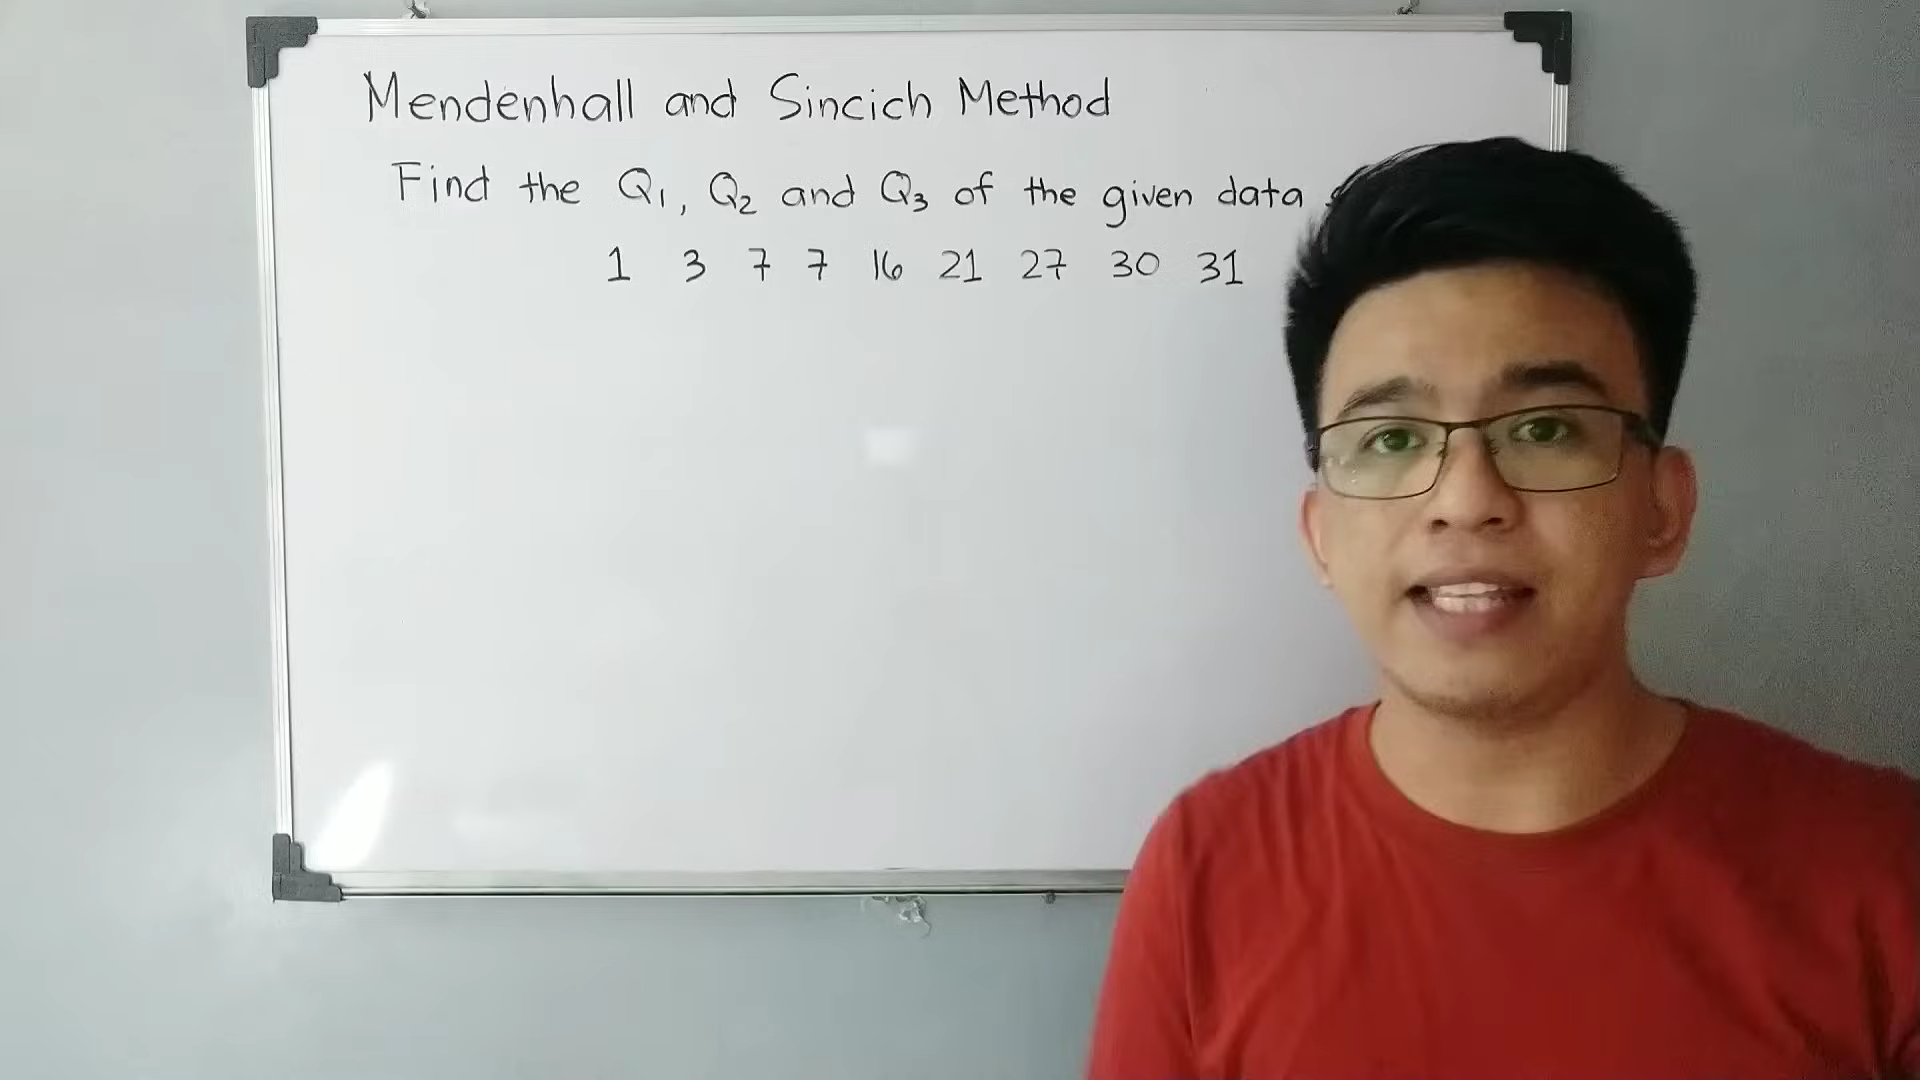 Mendenhall and Sincich Method
Find the Q1, Q2 and Q3 of the given data
1 3 7 7 16 21 27 30 31